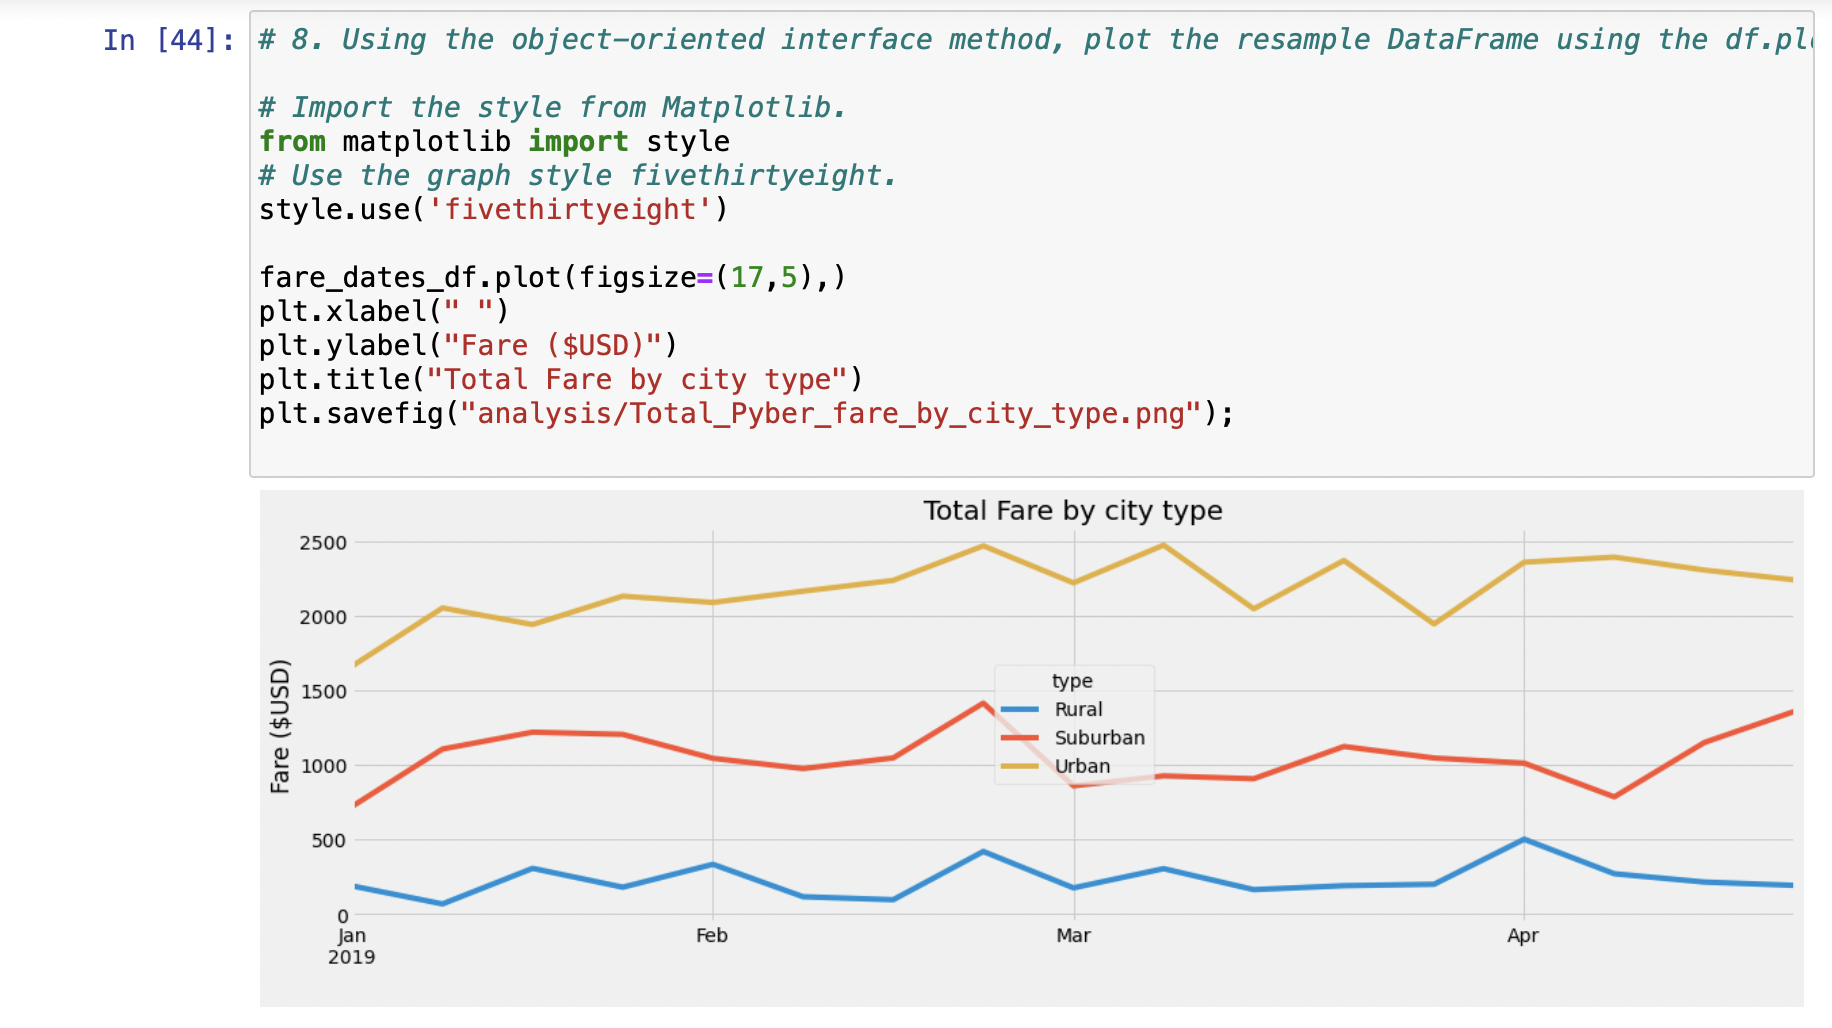 In [44]: # 8. Using the object-oriented interface method, plot the resample DataFrame using the
# Import the style from Matplotlib.
from matplotlib import style
# Use the graph style fivethirtyeight.
style.use('fivethirtyeight')
fare_dates_df.plot(figsize=(17,5),)
plt.xlabel(" ")
plt.ylabel("Fare ($USD)")
plt.title("Total Fare by city type")
plt.savefig("analysis/Total_Pyber_fare_by_city_type.png");
Total Fare by city type
Fare ($USD)
2500
2000
1500
1000
500
0
type
Rural
Suburban
Urban
Jan
2019
Feb
Mar
Apr